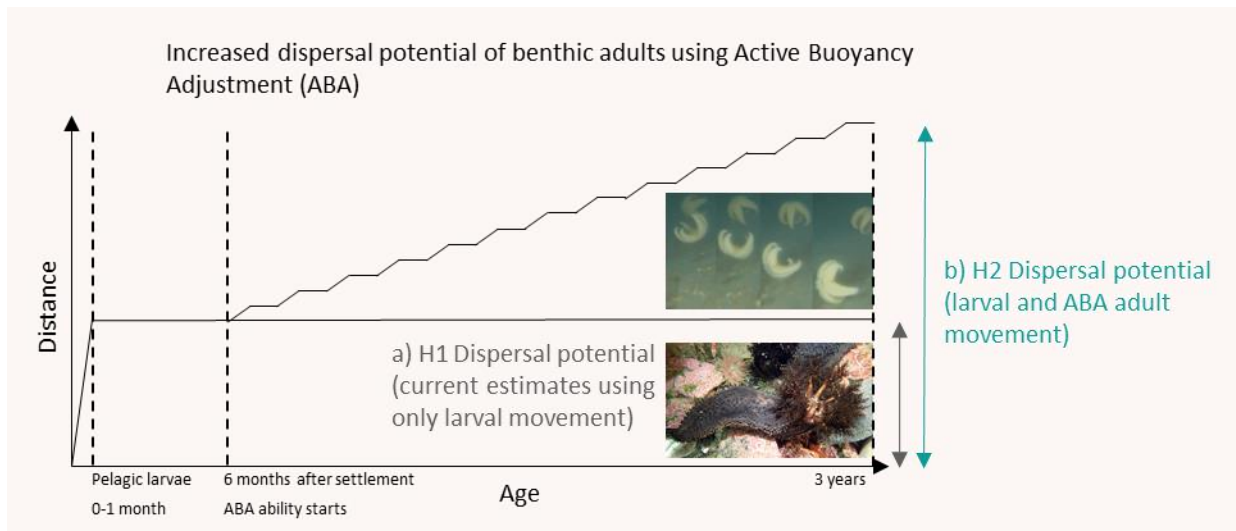 Increased dispersal potential of benthic adults using Active Buoyancy
Adjustment (ABA)
Distance
a) H1 Dispersal potential
(current estimates using
only larval movement)
b) H2 Dispersal potential
(larval and ABA adult
movement)
Pelagic larvae
0-1 month
6 months after settlement
ABA ability starts
Age
3 years